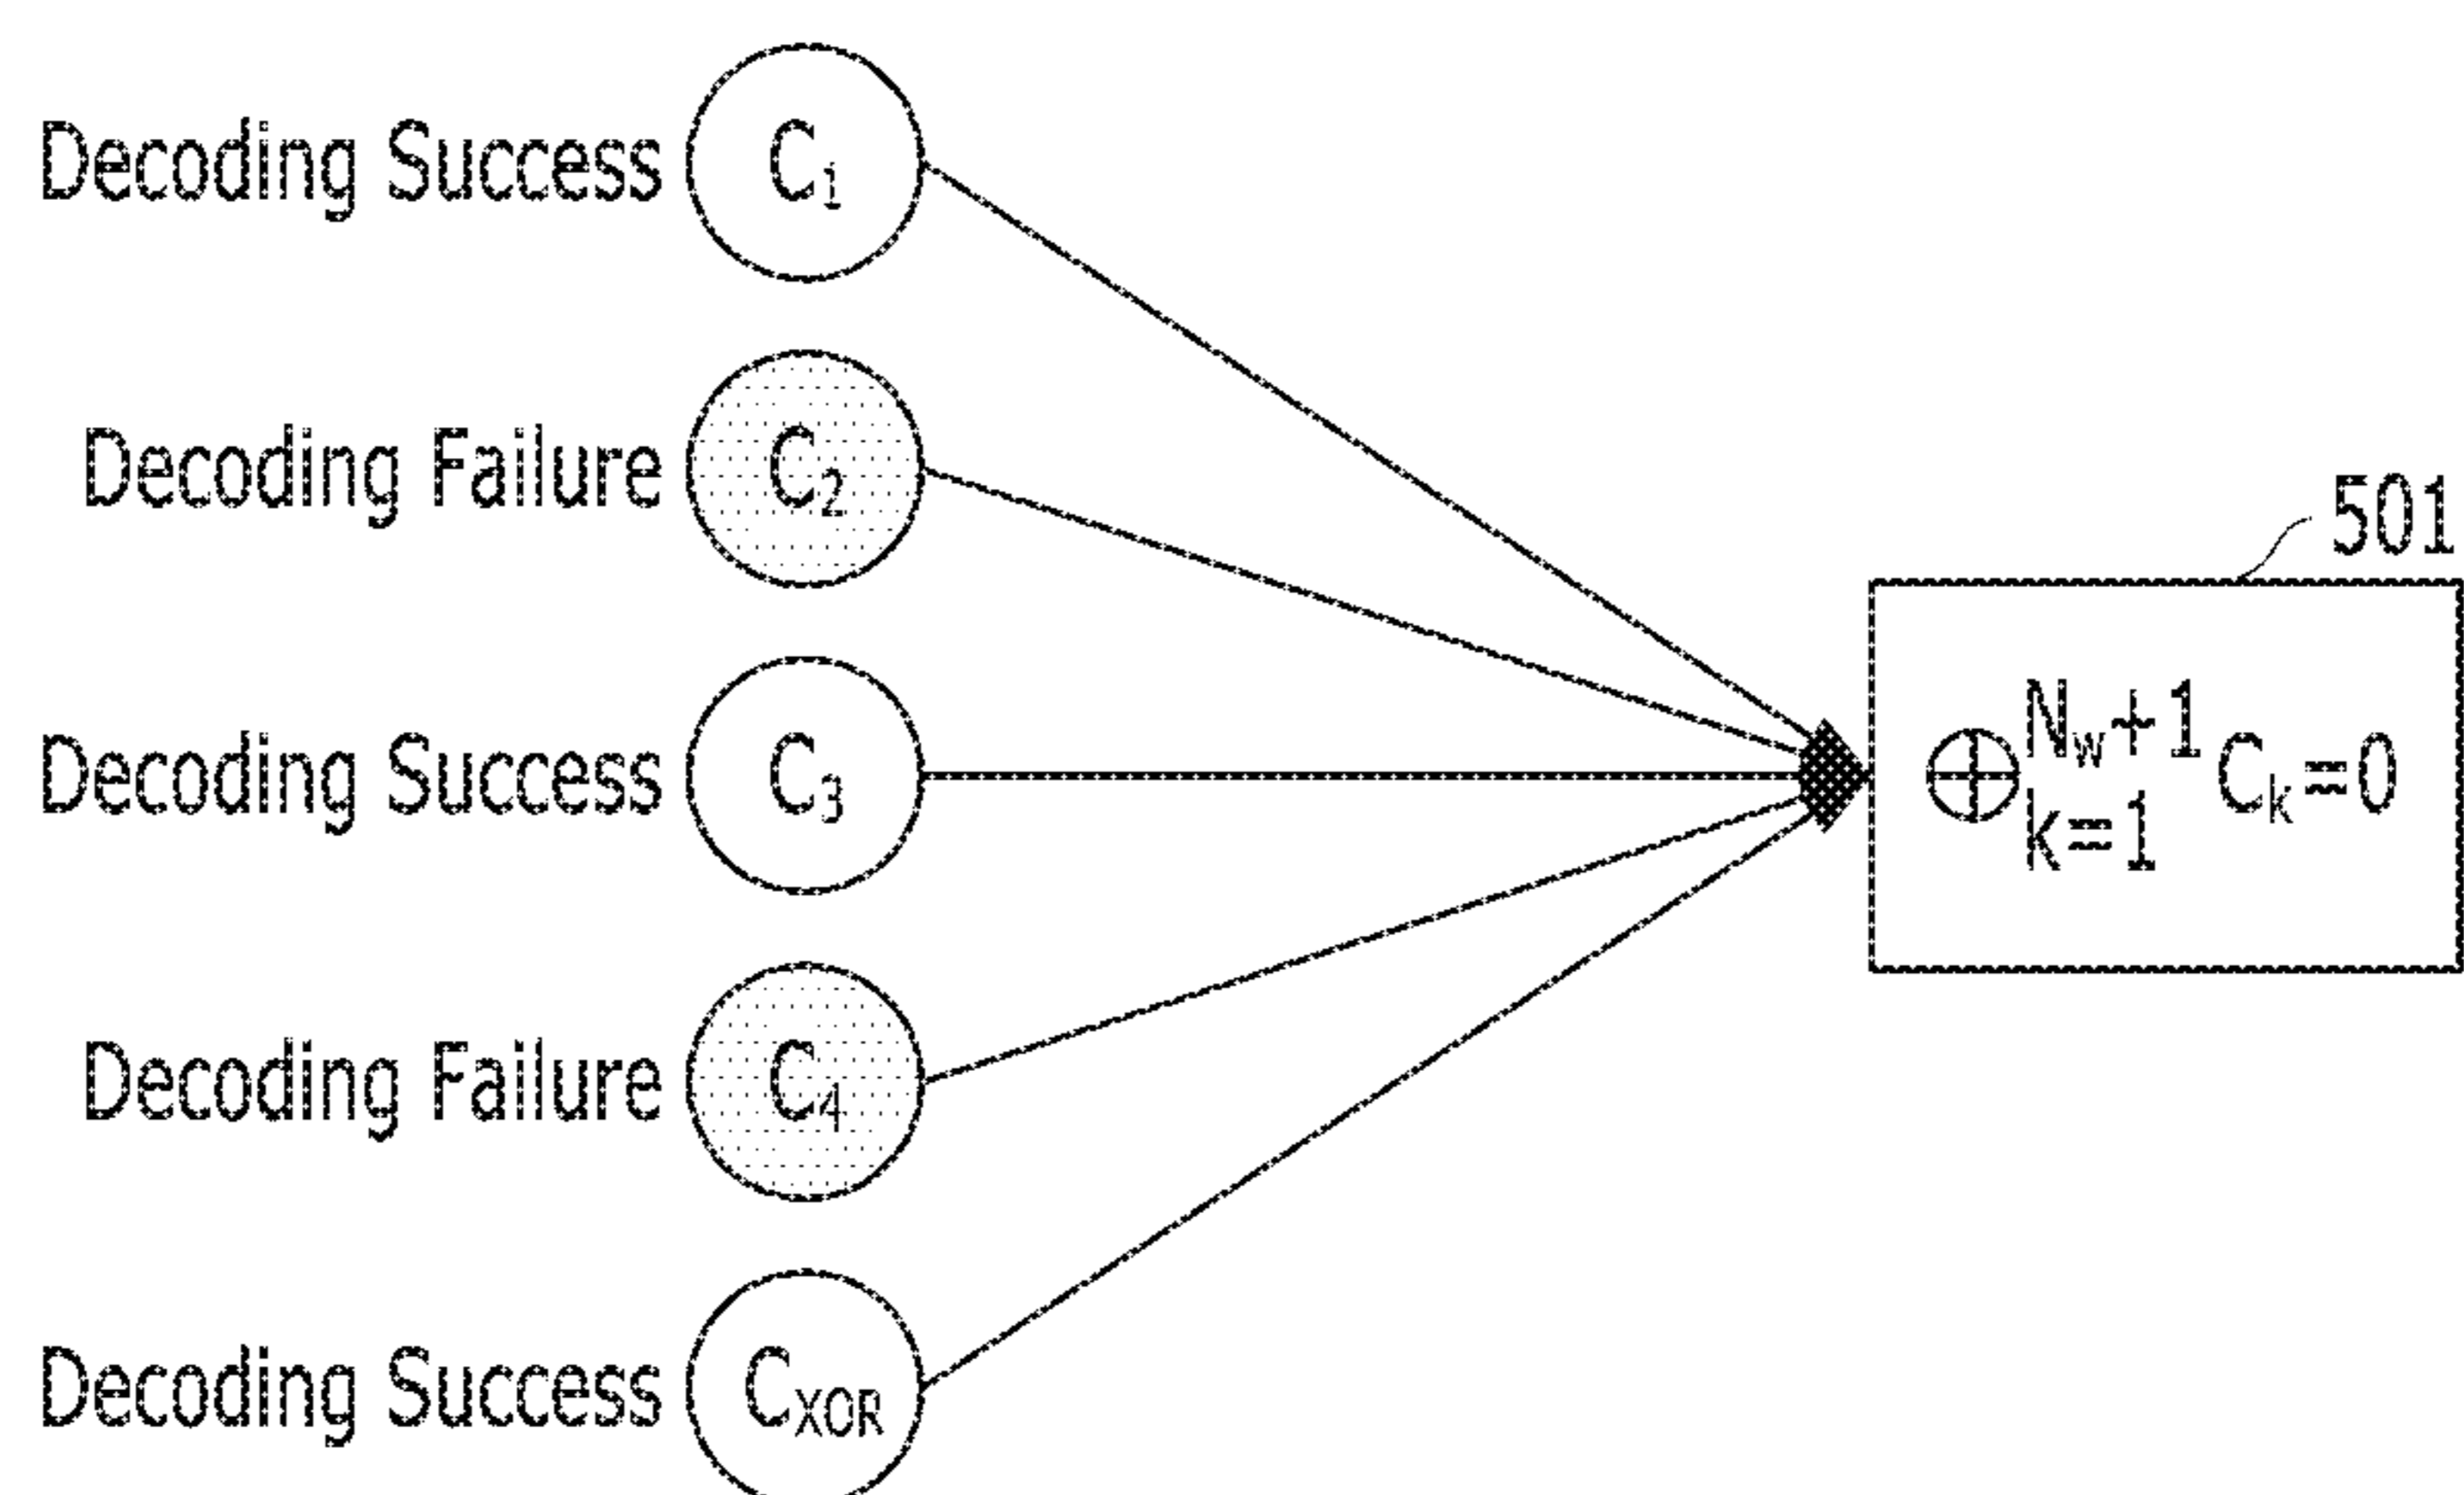 Decoding Success C₁
Decoding Failure C₂
501
Decoding Success C₃
⊕ Nw+1 k=1 Ck=0
Decoding Failure C₄
Decoding Success CXOR